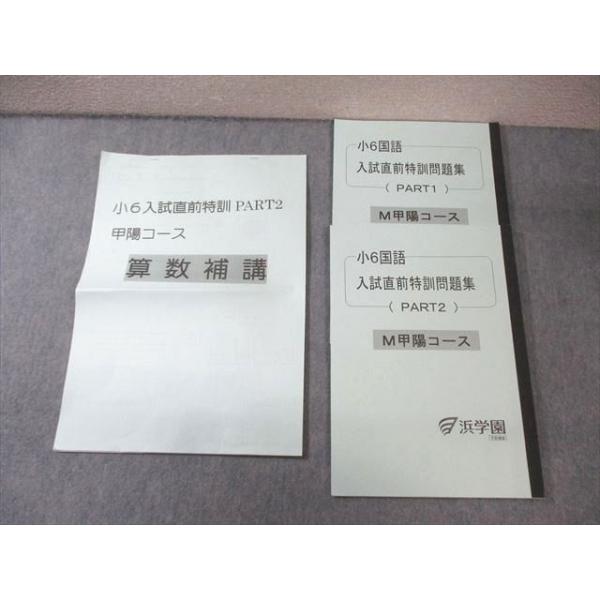 小6入試直前特訓 PART2
甲陽コース
算数補講
小6国語
入試直前特訓問題集
( PART1 )
M甲陽コース
小6国語
入試直前特訓問題集
( PART2 )
M甲陽コース
浜学園